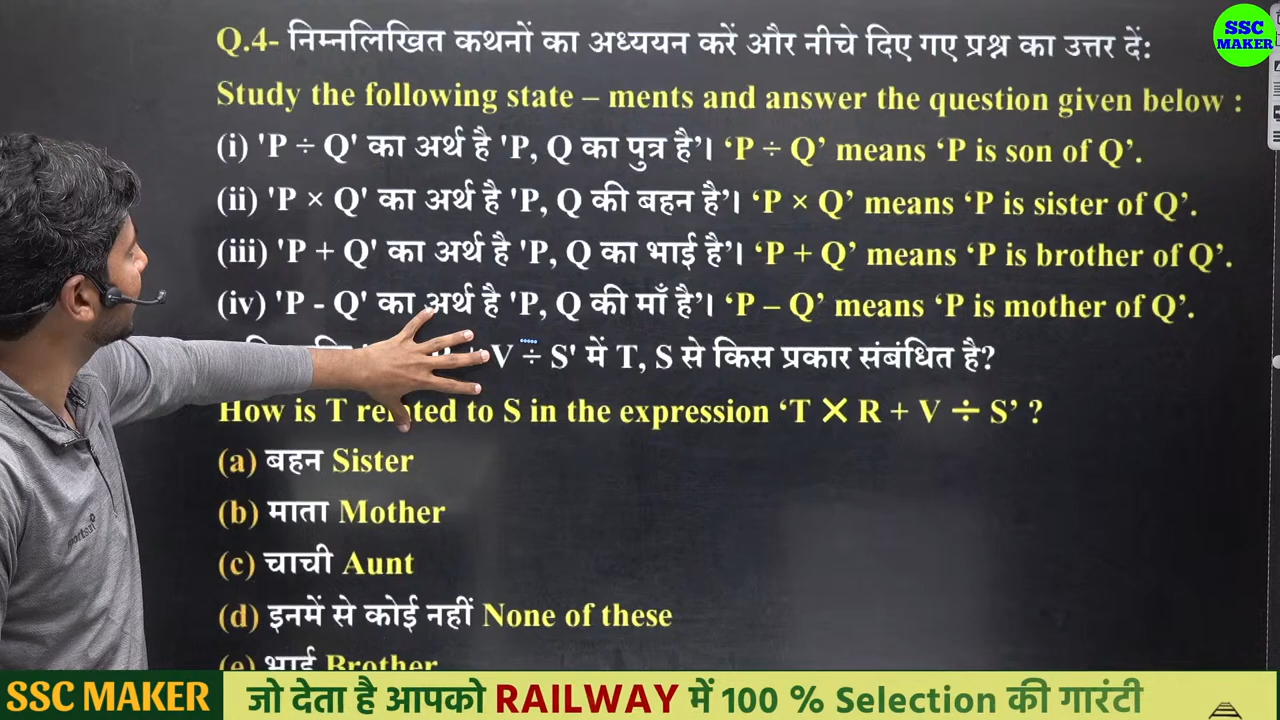 SSC
MAKER
Q.4- निम्नलिखित कथनों का अध्ययन करें और नीचे दिए गए प्रश्न का उत्तर दें:
Study the following state – ments and answer the question given below :
(i) 'P ÷ Q' का अर्थ है 'P, Q का पुत्र है’। ‘P ÷ Q’ means ‘P is son of Q’.
(ii) 'P × Q' का अर्थ है 'P, Q की बहन है’। ‘P × Q’ means ‘P is sister of Q’.
(iii) 'P + Q' का अर्थ है 'P, Q का भाई है’। ‘P + Q’ means ‘P is brother of Q’.
(iv) 'P - Q' का अर्थ है 'P, Q की माँ है’। ‘P – Q’ means ‘P is mother of Q’.
V ÷ S' में T, S से किस प्रकार संबंधित है?
How is T related to S in the expression ‘T × R + V ÷ S’ ?
(a) बहन Sister
(b) माता Mother
(c) चाची Aunt
(d) इनमें से कोई नहीं None of these
(e) भाई Brother
SSC MAKER जो देता है आपको RAILWAY में 100 % Selection की गारंटी